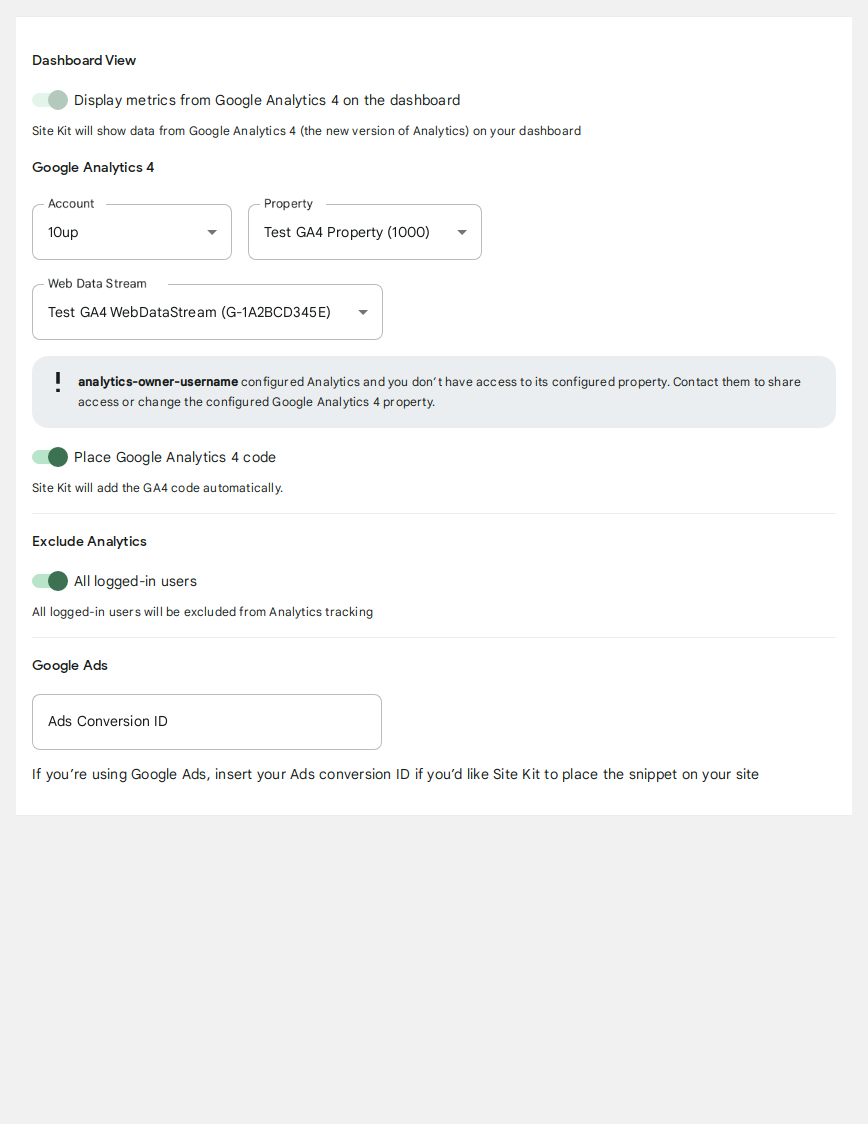 Dashboard View
Display metrics from Google Analytics 4 on the dashboard
Site Kit will show data from Google Analytics 4 (the new version of Analytics) on your dashboard
Google Analytics 4
Account
Property
10up
Test GA4 Property (1000)
Web Data Stream
Test GA4 WebDataStream (G-1A2BCD345E)
analytics-owner-username configured Analytics and you don’t have access to its configured property. Contact them to share
access or change the configured Google Analytics 4 property.
Place Google Analytics 4 code
Site Kit will add the GA4 code automatically.
Exclude Analytics
All logged-in users
All logged-in users will be excluded from Analytics tracking
Google Ads
Ads Conversion ID
If you’re using Google Ads, insert your Ads conversion ID if you’d like Site Kit to place the snippet on your site